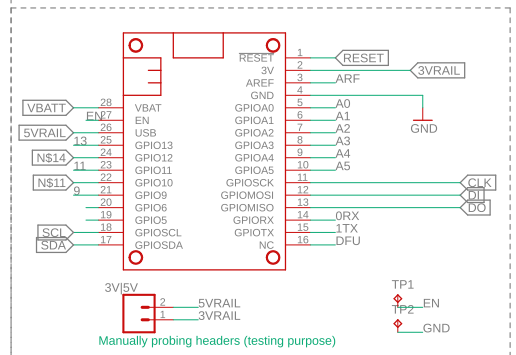 RESET 1 RESET
3V 2 3VRAIL
AREF 3 ARF
GND 4
GND
VBATT 28 VBAT GPIOA0 5 A0
EN 27 EN GPIOA1 6 A1
5VRAIL 26 USB GPIOA2 7 A2
13 25 GPIO13 GPIOA3 8 A3
N$14 24 GPIO12 GPIOA4 9 A4
11 23 GPIO11 GPIOA5 10 A5
N$11 22 GPIO10 GPIOSCK 11 CLK
9 21 GPIO9 GPIOMOSI 12 DI
20 GPIO6 GPIOMISO 13 DO
19 GPIO5 GPIORX 14 0RX
SCL 18 GPIOSCL GPIOTX 15 1TX
SDA 17 GPIOSDA NC 16 DFU
3V|5V
2 5VRAIL
1 3VRAIL
TP1
EN
TP2
GND
Manually probing headers (testing purpose)